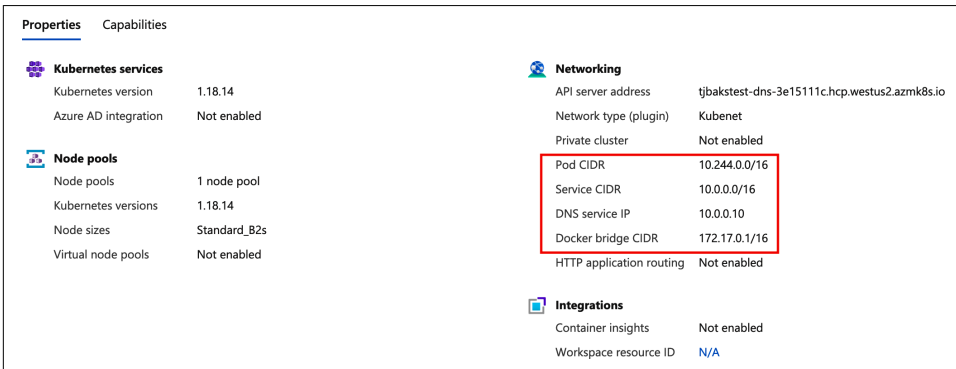 Properties Capabilities
Kubernetes services
Kubernetes version 1.18.14
Azure AD integration Not enabled
Node pools
Node pools 1 node pool
Kubernetes versions 1.18.14
Node sizes Standard_B2s
Virtual node pools Not enabled
Networking
API server address tjbakstest-dns-3e15111c.hcp.westus2.azmk8s.io
Network type (plugin) Kubenet
Private cluster Not enabled
Pod CIDR 10.244.0.0/16
Service CIDR 10.0.0.0/16
DNS service IP 10.0.0.10
Docker bridge CIDR 172.17.0.1/16
HTTP application routing Not enabled
Integrations
Container insights Not enabled
Workspace resource ID N/A